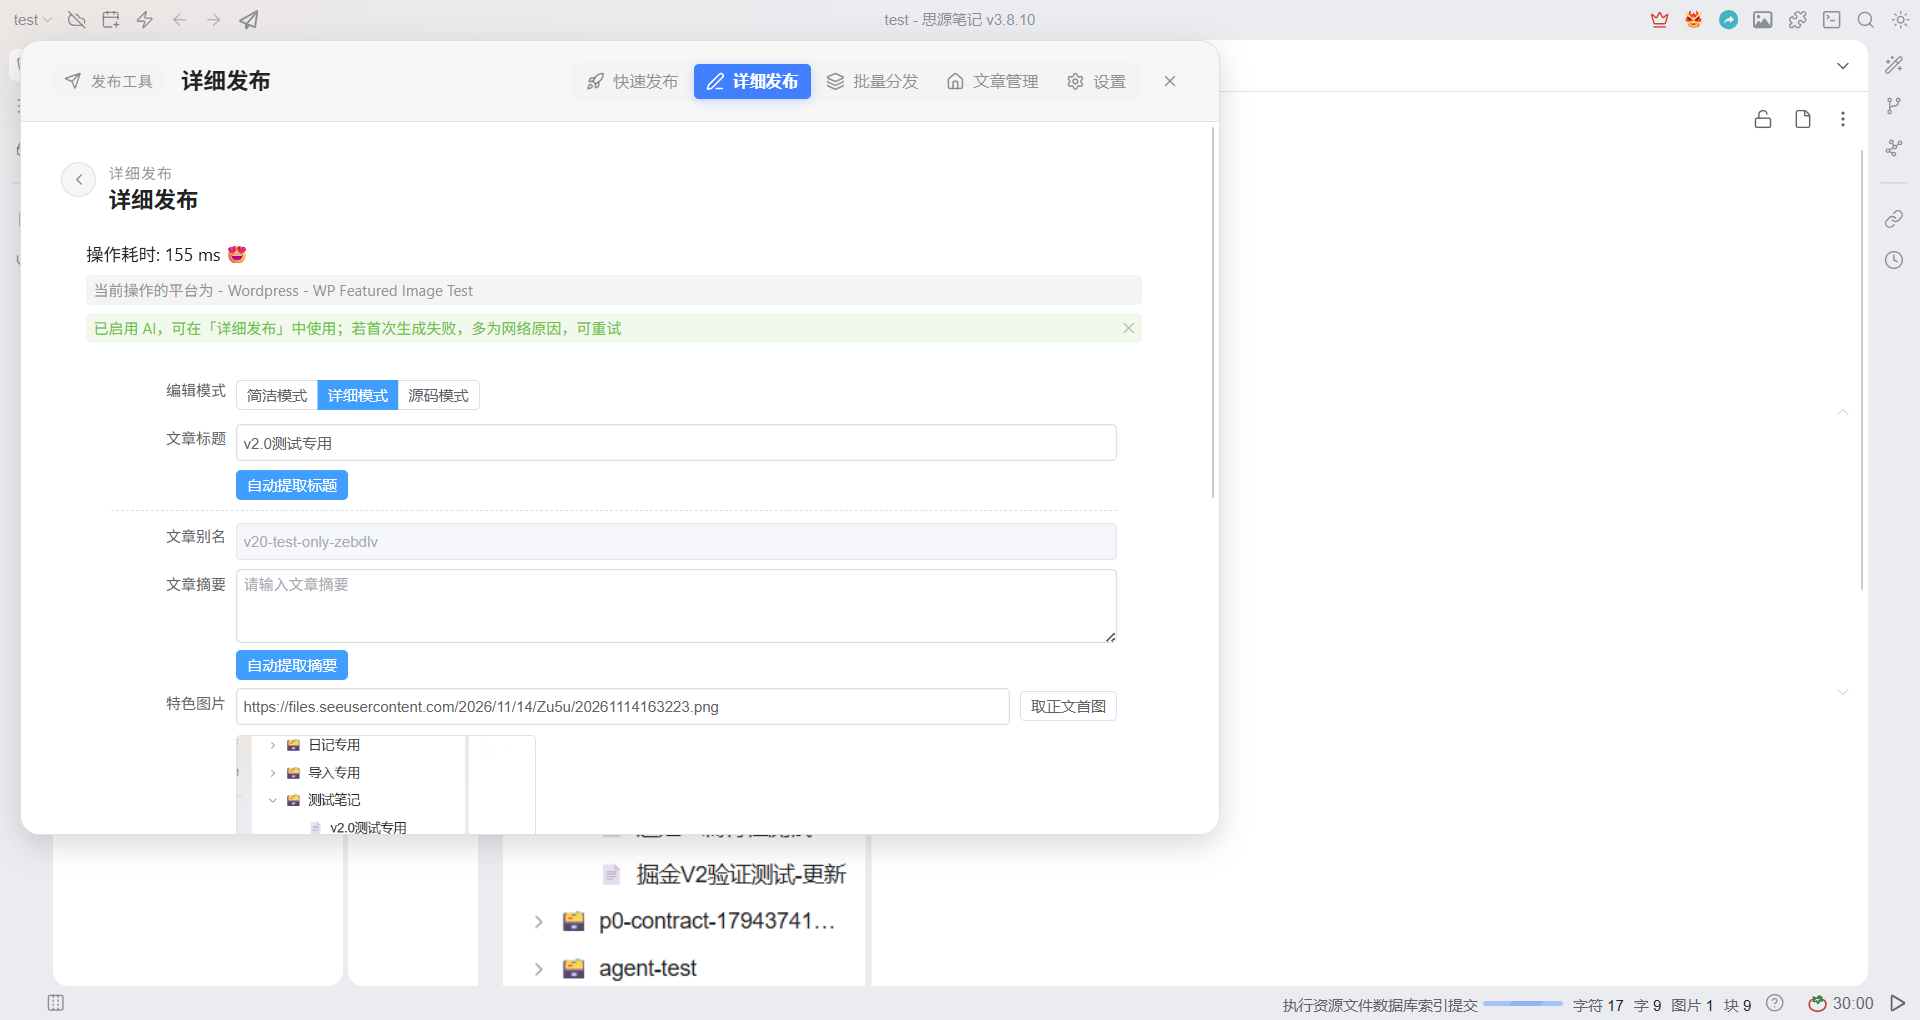 test
test - 思源笔记 v3.8.10
发布工具
详细发布
快速发布
详细发布
批量分发
文章管理
设置
详细发布
详细发布
操作耗时: 155 ms 😍
当前操作的平台为 - Wordpress - WP Featured Image Test
已启用 AI，可在「详细发布」中使用；若首次生成失败，多为网络原因，可重试
编辑模式
简洁模式
详细模式
源码模式
文章标题
v2.0测试专用
自动提取标题
文章别名
v20-test-only-zebdlv
文章摘要
请输入文章摘要
自动提取摘要
特色图片
https://files.seeusercontent.com/2026/11/14/Zu5u/20261114163223.png
取正文首图
日记专用
导入专用
测试笔记
v2.0测试专用
掘金V2验证测试-更新
p0-contract-17943741...
agent-test
执行资源文件数据库索引提交
字符 17 字 9 图片 1 块 9
30:00